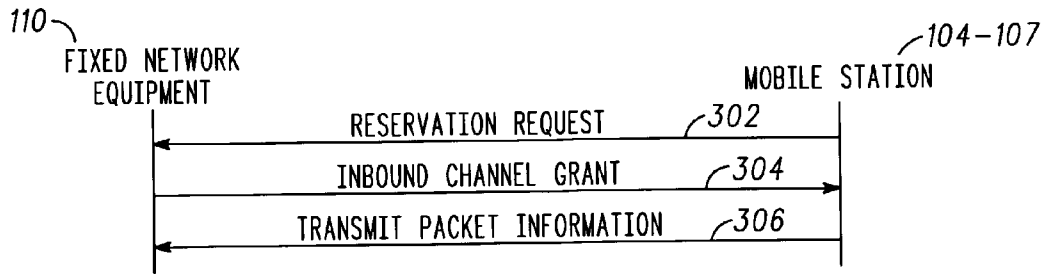 110
FIXED NETWORK
EQUIPMENT
104-107
MOBILE STATION
RESERVATION REQUEST
302
INBOUND CHANNEL GRANT
304
TRANSMIT PACKET INFORMATION
306